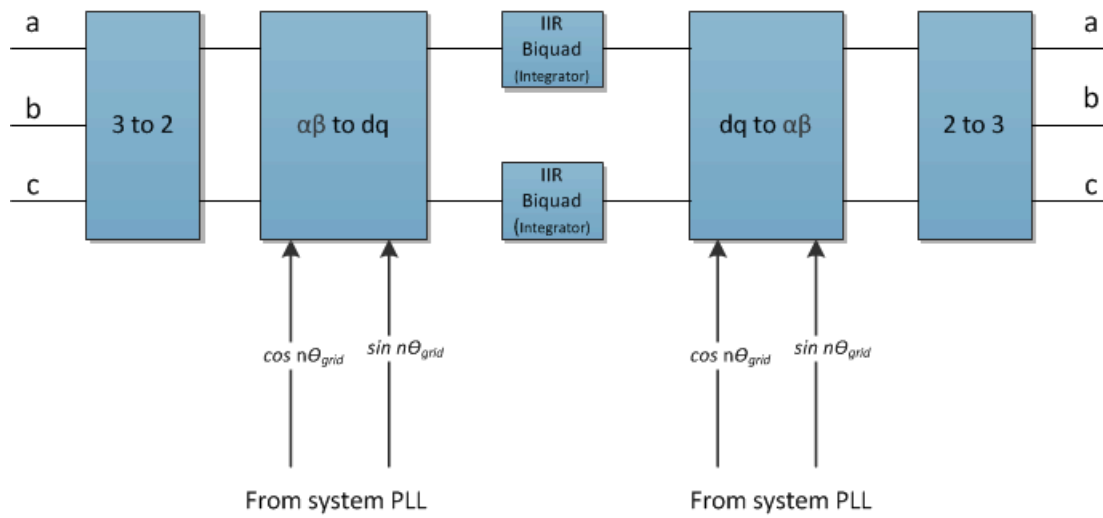 a
b
c
3 to 2
αβ to dq
IIR
Biquad
(Integrator)
IIR
Biquad
(Integrator)
dq to αβ
2 to 3
a
b
c
cos nΘgrid
sin nΘgrid
cos nΘgrid
sin nΘgrid
From system PLL
From system PLL